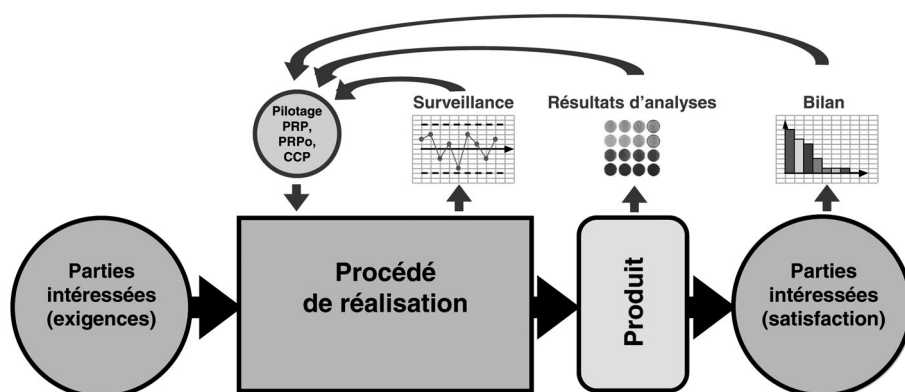 Pilotage
PRP,
PRPo,
CCP
Surveillance
Résultats d'analyses
Bilan
Parties
intéressées
(exigences)
Procédé
de réalisation
Produit
Parties
intéressées
(satisfaction)